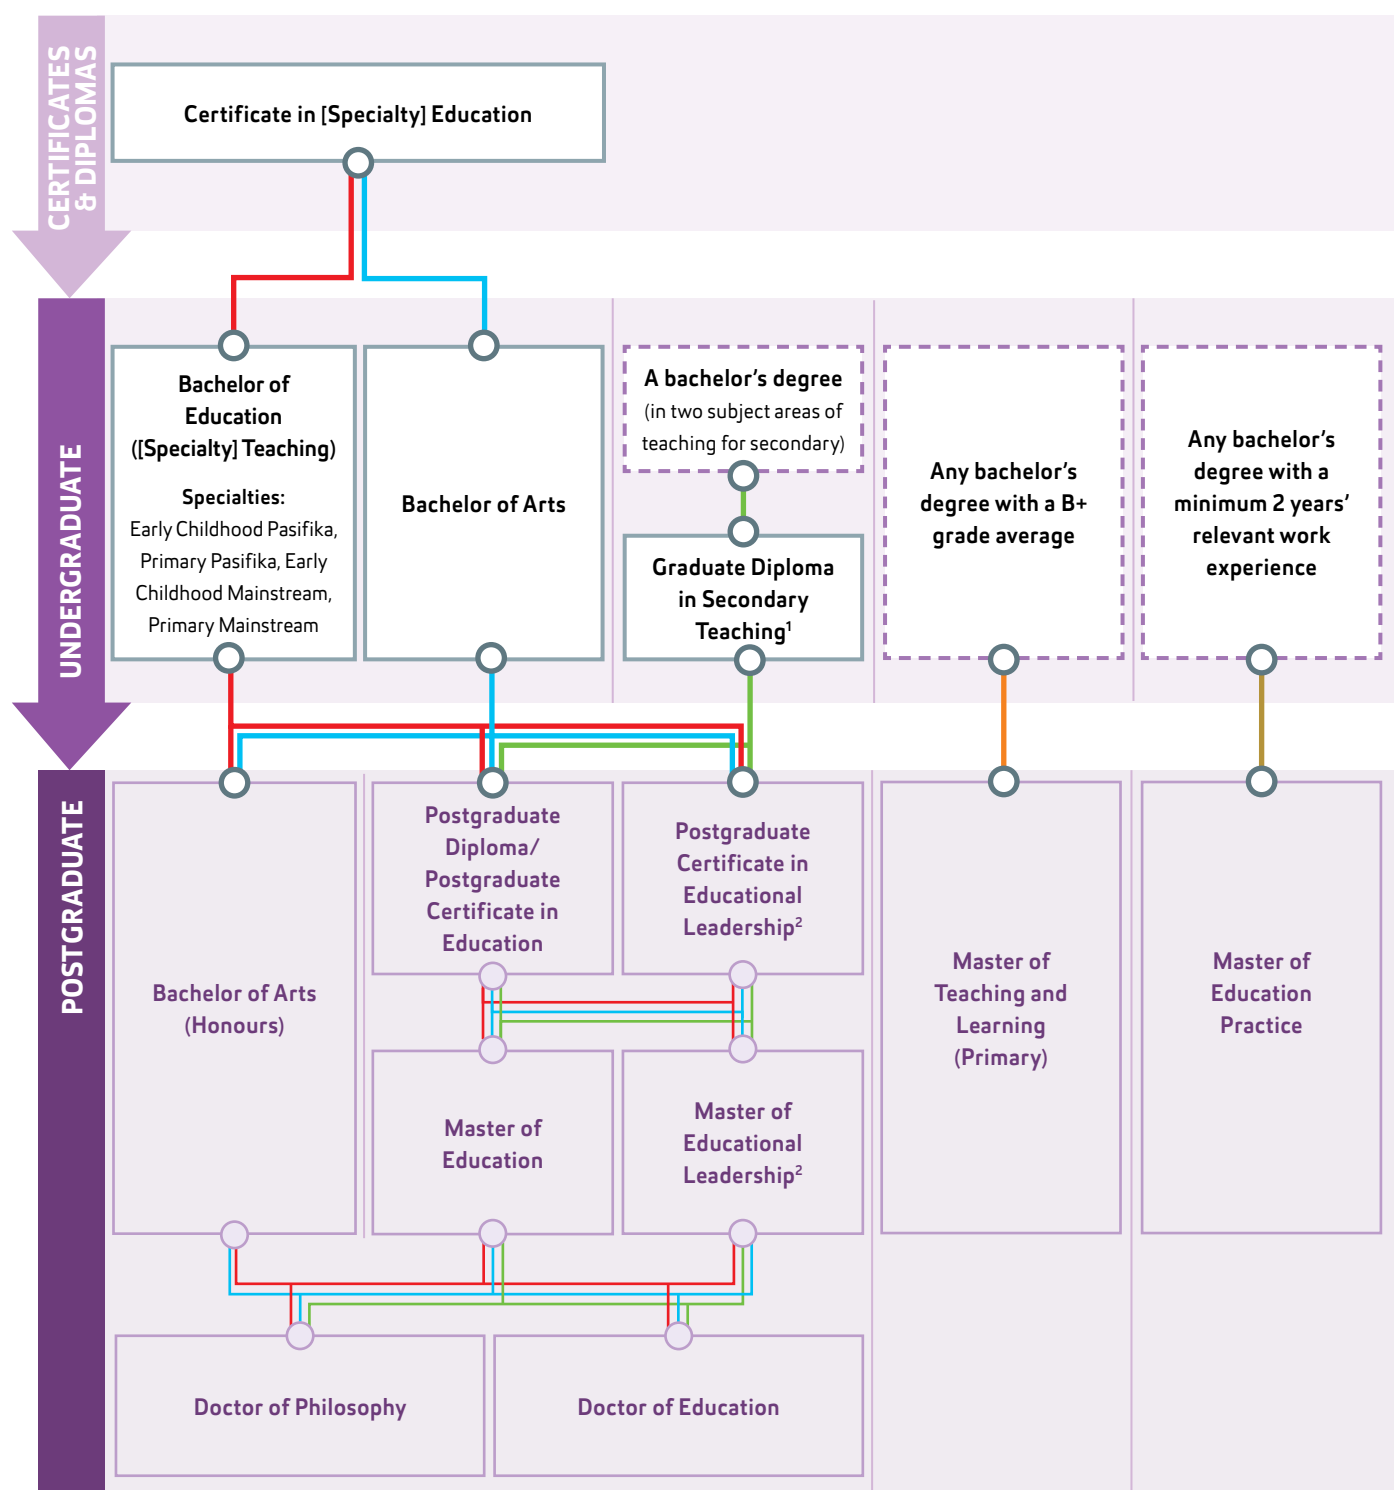 CERTIFICATES
& DIPLOMAS
Certificate in [Specialty] Education
UNDERGRADUATE
Bachelor of
Education
([Specialty] Teaching)
Specialties:
Early Childhood Pasifika,
Primary Pasifika, Early
Childhood Mainstream,
Primary Mainstream
Bachelor of Arts
A bachelor’s degree
(in two subject areas of
teaching for secondary)
Graduate Diploma
in Secondary
Teaching¹
Any bachelor’s
degree with a B+
grade average
Any bachelor’s
degree with a
minimum 2 years’
relevant work
experience
POSTGRADUATE
Bachelor of Arts
(Honours)
Postgraduate
Diploma/
Postgraduate
Certificate in
Education
Postgraduate
Certificate in
Educational
Leadership²
Master of
Education
Master of
Educational
Leadership²
Master of
Teaching and
Learning
(Primary)
Master of
Education
Practice
Doctor of Philosophy
Doctor of Education